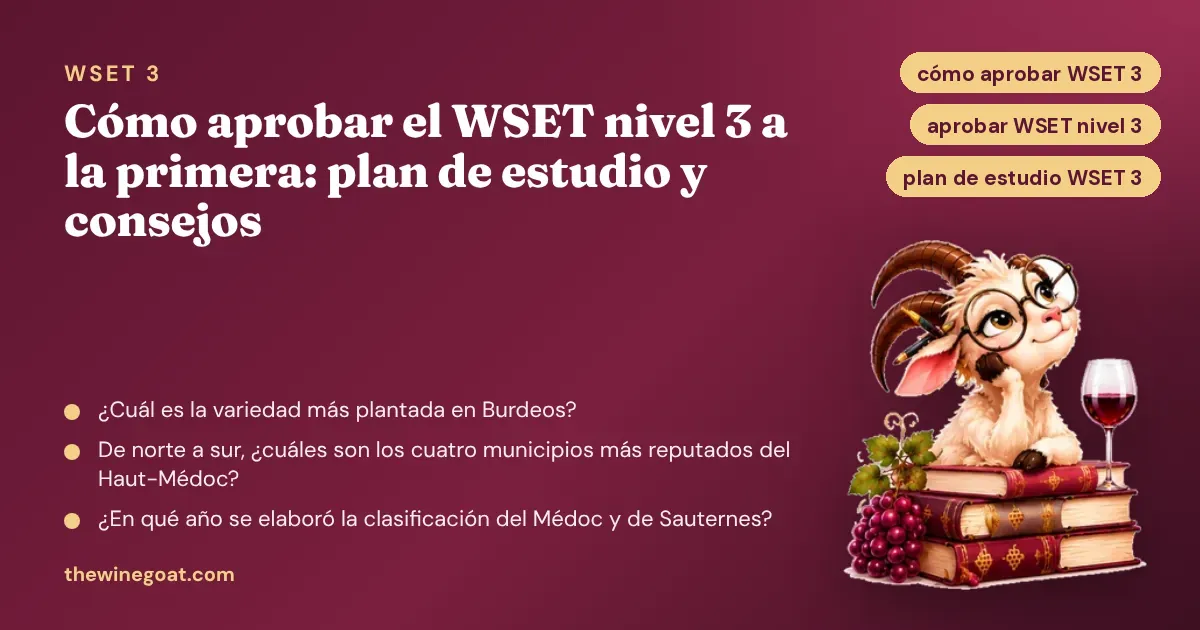 WSET 3
Cómo aprobar el WSET nivel 3 a
la primera: plan de estudio y
consejos
cómo aprobar WSET 3
aprobar WSET nivel 3
plan de estudio WSET 3
¿Cuál es la variedad más plantada en Burdeos?
De norte a sur, ¿cuáles son los cuatro municipios más reputados del
Haut-Médoc?
¿En qué año se elaboró la clasificación del Médoc y de Sauternes?
thewinegoat.com